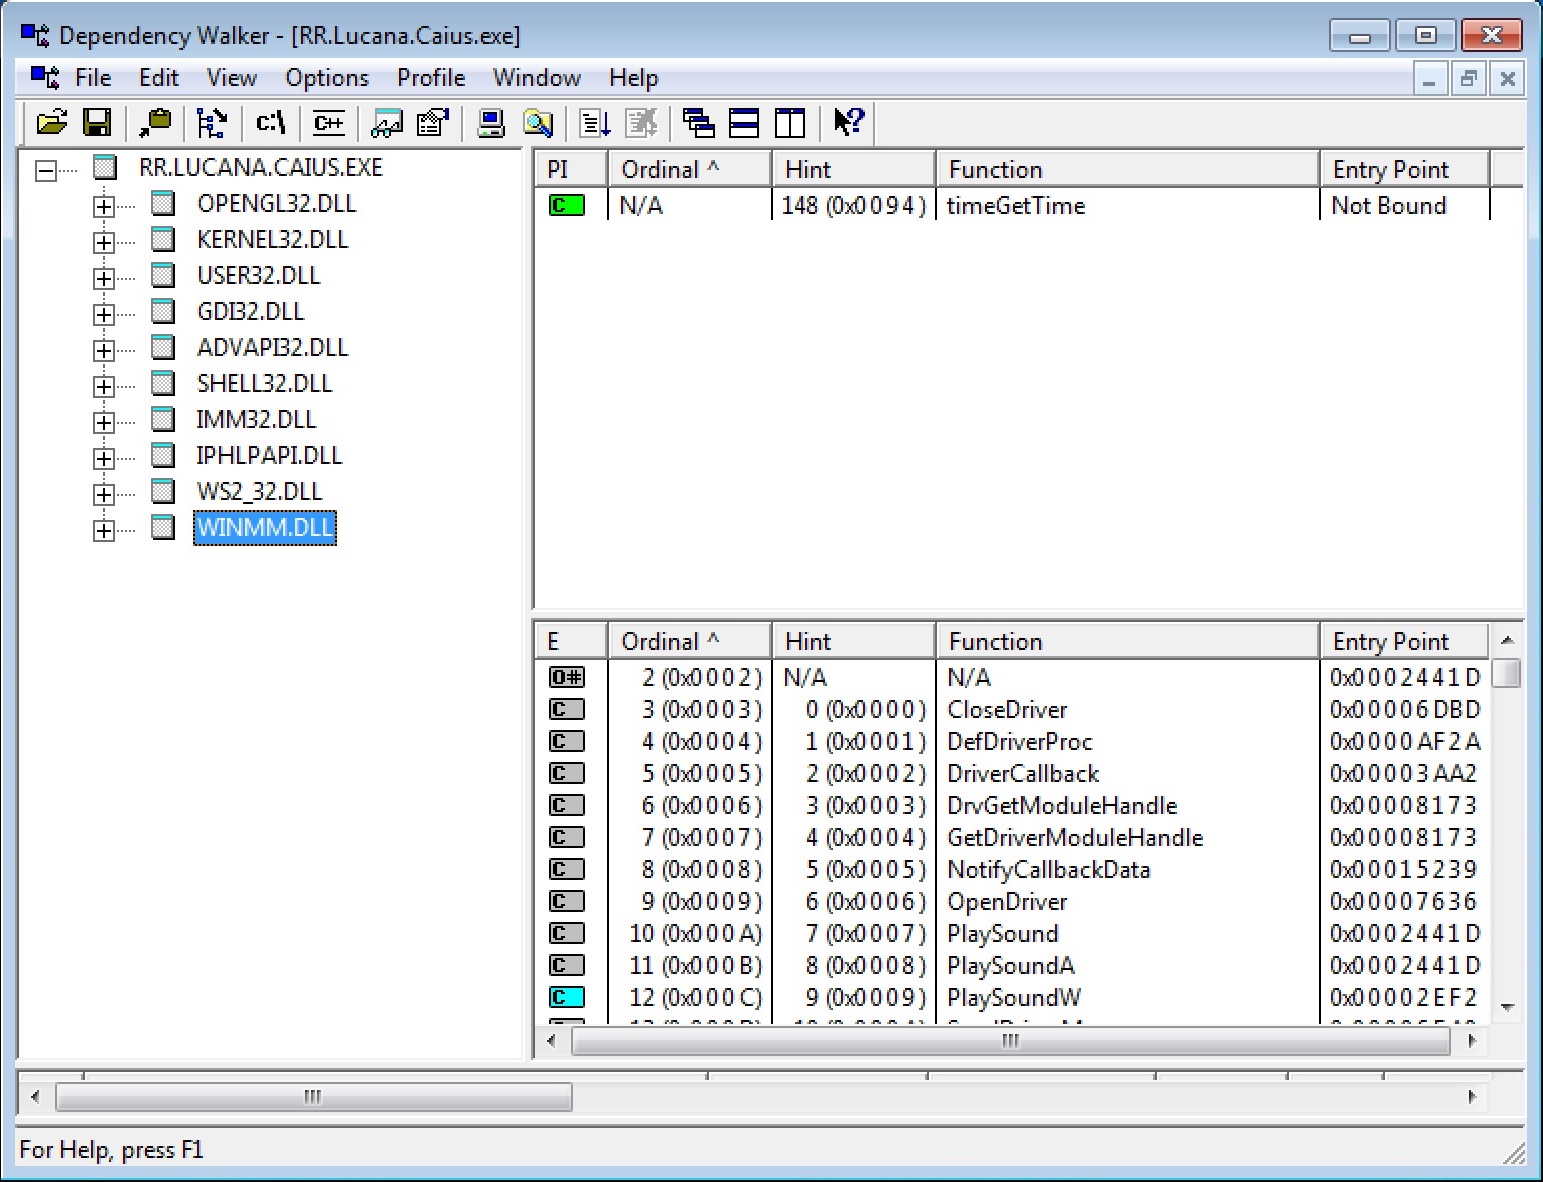 Dependency Walker - [RR.Lucana.Caius.exe]
File Edit View Options Profile Window Help
c:\ C++
RR.LUCANA.CAIUS.EXE
OPENGL32.DLL
KERNEL32.DLL
USER32.DLL
GDI32.DLL
ADVAPI32.DLL
SHELL32.DLL
IMM32.DLL
IPHLPAPI.DLL
WS2_32.DLL
WINMM.DLL
PI Ordinal ^ Hint Function Entry Point
C N/A 148 (0x0094) timeGetTime Not Bound
E Ordinal ^ Hint Function Entry Point
O# 2 (0x0002) N/A N/A 0x0002441D
C 3 (0x0003) 0 (0x0000) CloseDriver 0x00006DBD
C 4 (0x0004) 1 (0x0001) DefDriverProc 0x0000AF2A
C 5 (0x0005) 2 (0x0002) DriverCallback 0x00003AA2
C 6 (0x0006) 3 (0x0003) DrvGetModuleHandle 0x00008173
C 7 (0x0007) 4 (0x0004) GetDriverModuleHandle 0x00008173
C 8 (0x0008) 5 (0x0005) NotifyCallbackData 0x00015239
C 9 (0x0009) 6 (0x0006) OpenDriver 0x00007636
C 10 (0x000A) 7 (0x0007) PlaySound 0x0002441D
C 11 (0x000B) 8 (0x0008) PlaySoundA 0x0002441D
C 12 (0x000C) 9 (0x0009) PlaySoundW 0x00002EF2
For Help, press F1